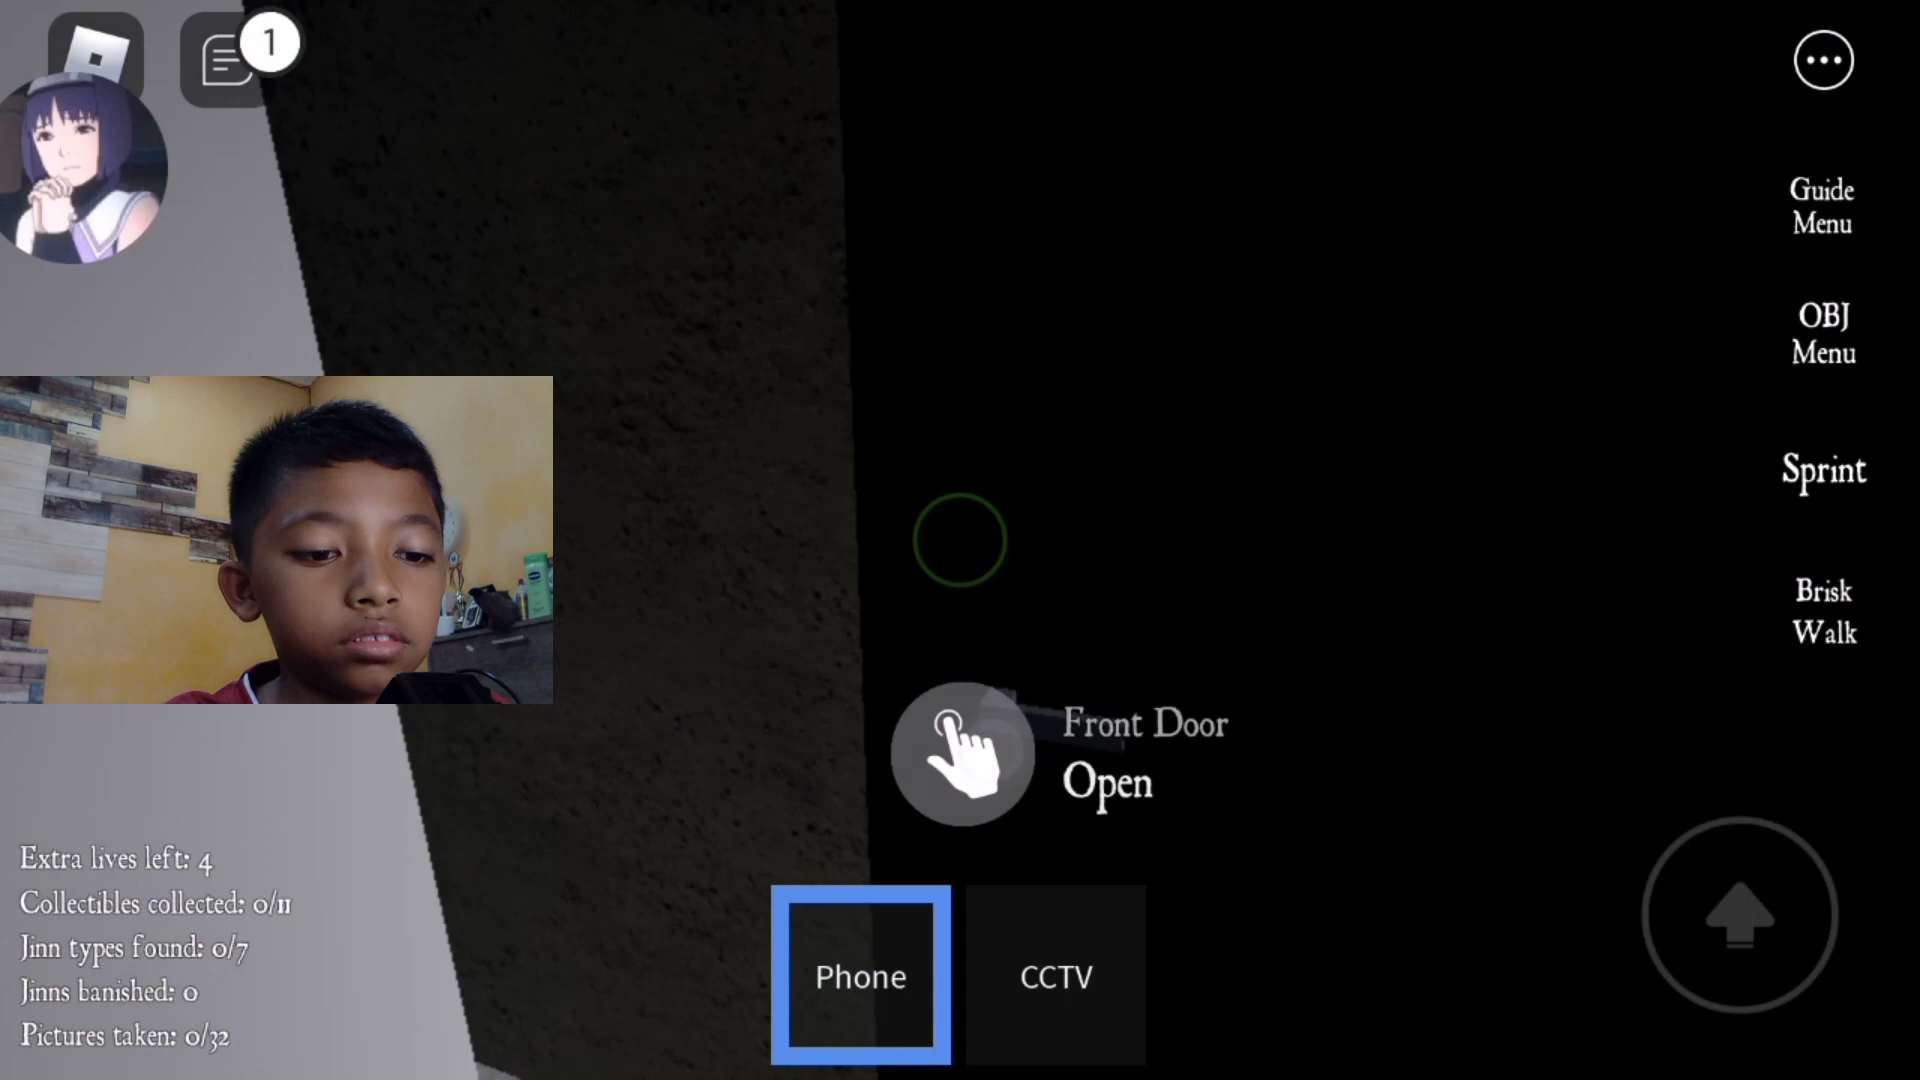 1
Guide
Menu
OBJ
Menu
Sprint
Brisk
Walk
Front Door
Open
Extra lives left: 4
Collectibles collected: 0/11
Jinn types found: 0/7
Jinns banished: 0
Pictures taken: 0/32
Phone
CCTV